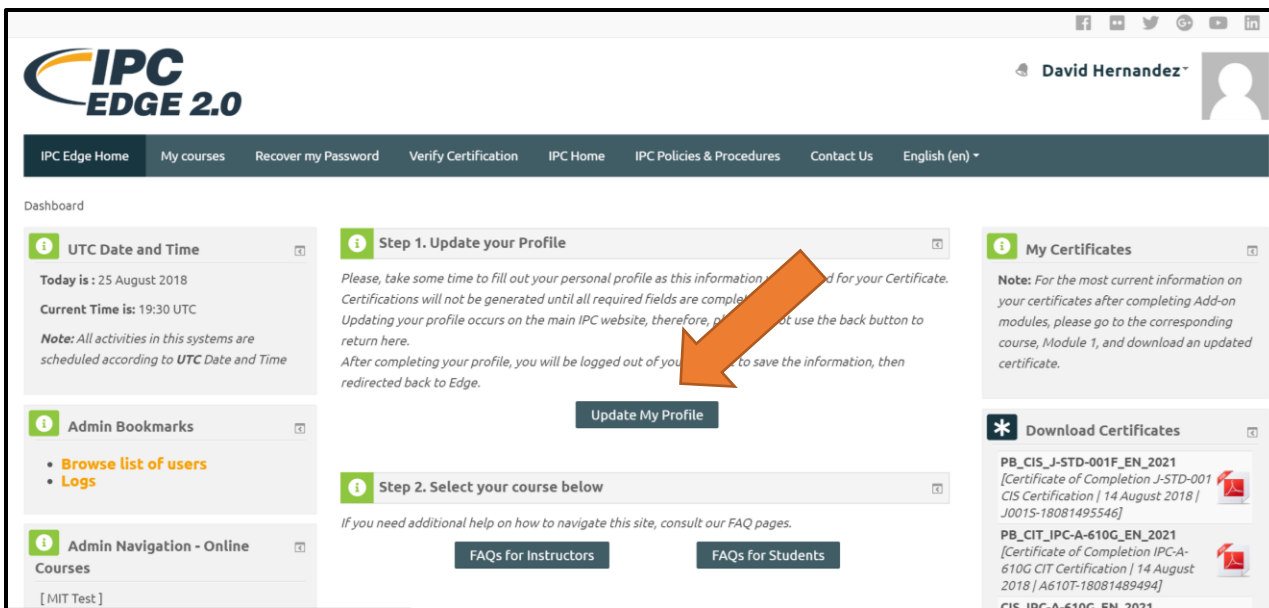 IPC
EDGE 2.0
David Hernandez
IPC Edge Home My courses Recover my Password Verify Certification IPC Home IPC Policies & Procedures Contact Us English (en)
Dashboard
UTC Date and Time
Today is : 25 August 2018
Current Time is: 19:30 UTC
Note: All activities in this systems are
scheduled according to UTC Date and Time
Admin Bookmarks
• Browse list of users
• Logs
Admin Navigation - Online
Courses
[ MIT Test ]
Step 1. Update your Profile
Please, take some time to fill out your personal profile as this information for your Certificate.
Certifications will not be generated until all required fields are
Updating your profile occurs on the main IPC website, therefore, use the back button to
return here.
After completing your profile, you will be logged out of to save the information, then
redirected back to Edge.
Update My Profile
Step 2. Select your course below
If you need additional help on how to navigate this site, consult our FAQ pages.
FAQs for Instructors FAQs for Students
My Certificates
Note: For the most current information on
your certificates after completing Add-on
modules, please go to the corresponding
course, Module 1, and download an updated
certificate.
Download Certificates
PB_CIS_J-STD-001F_EN_2021
[Certificate of Completion J-STD-001
CIS Certification | 14 August 2018 |
J001S-18081495546]
PB_CIT_IPC-A-610G_EN_2021
[Certificate of Completion IPC-A-
610G CIT Certification | 14 August
2018 | A610T-18081489494]
CIS_IPC-A-610G_EN_2021